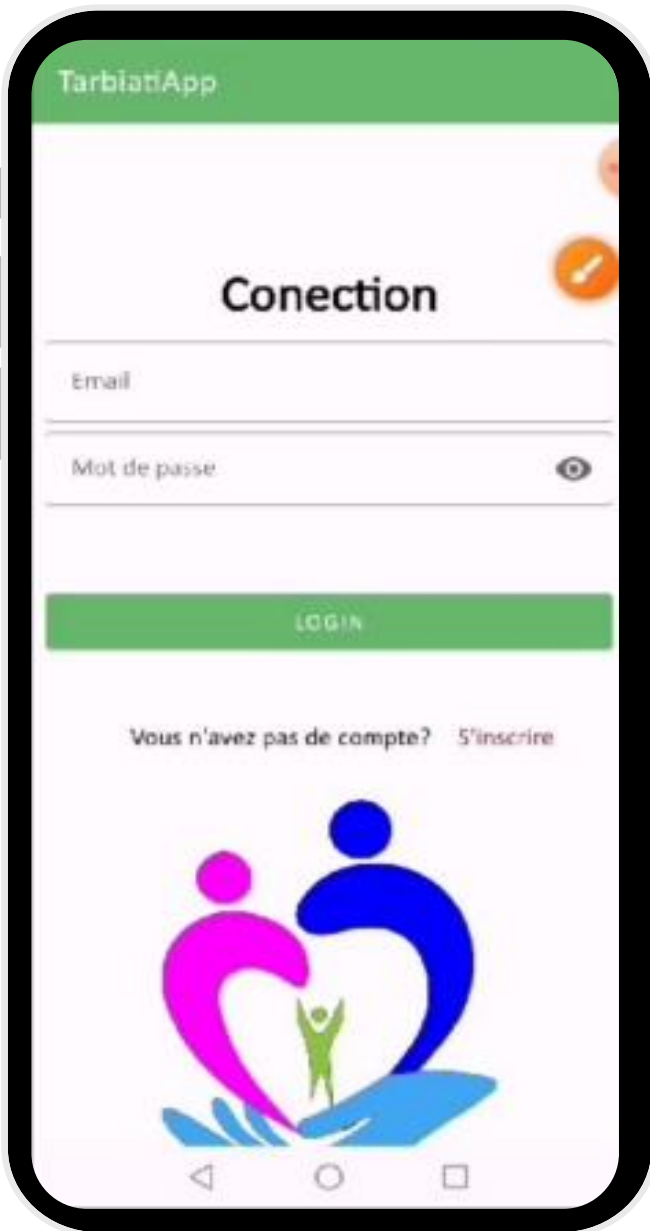 TarbiatiApp
Conection
Email
Mot de passe
LOGIN
Vous n'avez pas de compte? S'inscrire